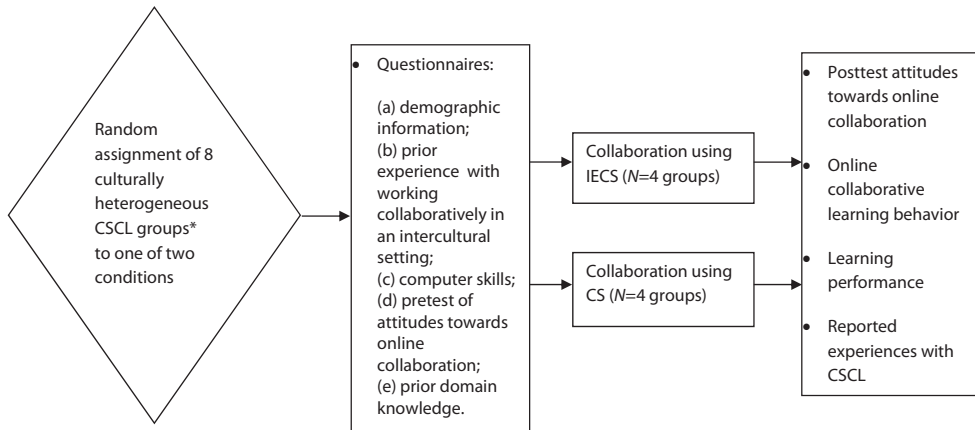 Random
assignment of 8
culturally
heterogeneous
CSCL groups*
to one of two
conditions
• Questionnaires:
(a) demographic
information;
(b) prior
experience with
working
collaboratively in
an intercultural
setting;
(c) computer skills;
(d) pretest of
attitudes towards
online
collaboration;
(e) prior domain
knowledge.
Collaboration using
IECS (N=4 groups)
Collaboration using
CS (N=4 groups)
• Posttest attitudes
towards online
collaboration
• Online
collaborative
learning behavior
• Learning
performance
• Reported
experiences with
CSCL